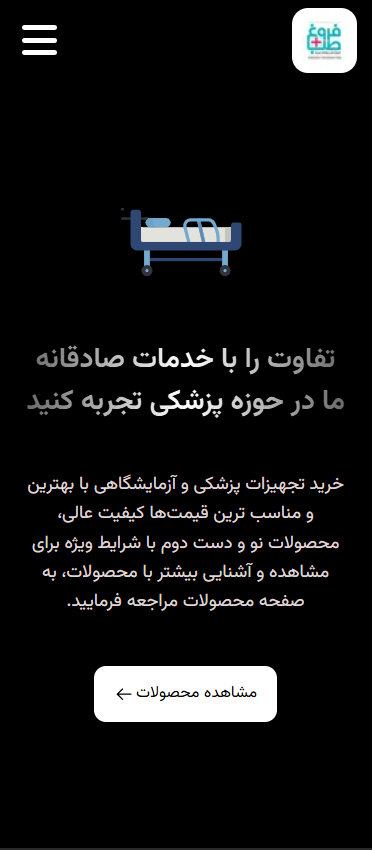 فروغ
طب
تفاوت را با خدمات صادقانه
ما در حوزه پزشکی تجربه کنید
خرید تجهیزات پزشکی و آزمایشگاهی با بهترین
و مناسب ترین قیمت‌ها کیفیت عالی،
محصولات نو و دست دوم با شرایط ویژه برای
مشاهده و آشنایی بیشتر با محصولات، به
صفحه محصولات مراجعه فرمایید.
مشاهده محصولات